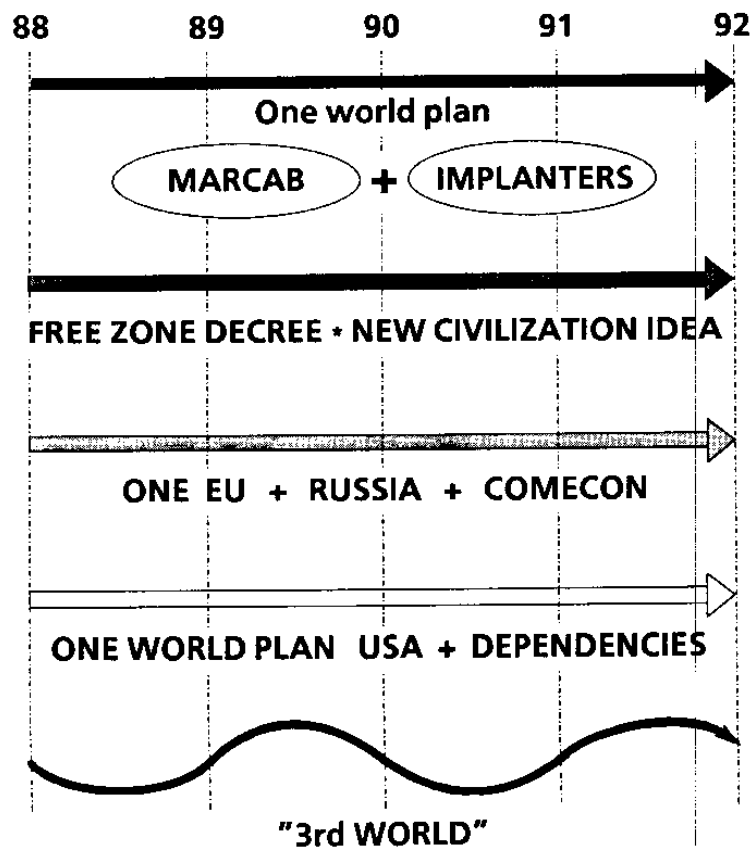 88 89 90 91 92
One world plan
MARCAB + IMPLANTERS
FREE ZONE DECREE * NEW CIVILIZATION IDEA
ONE EU + RUSSIA + COMECON
ONE WORLD PLAN USA + DEPENDENCIES
"3rd WORLD"